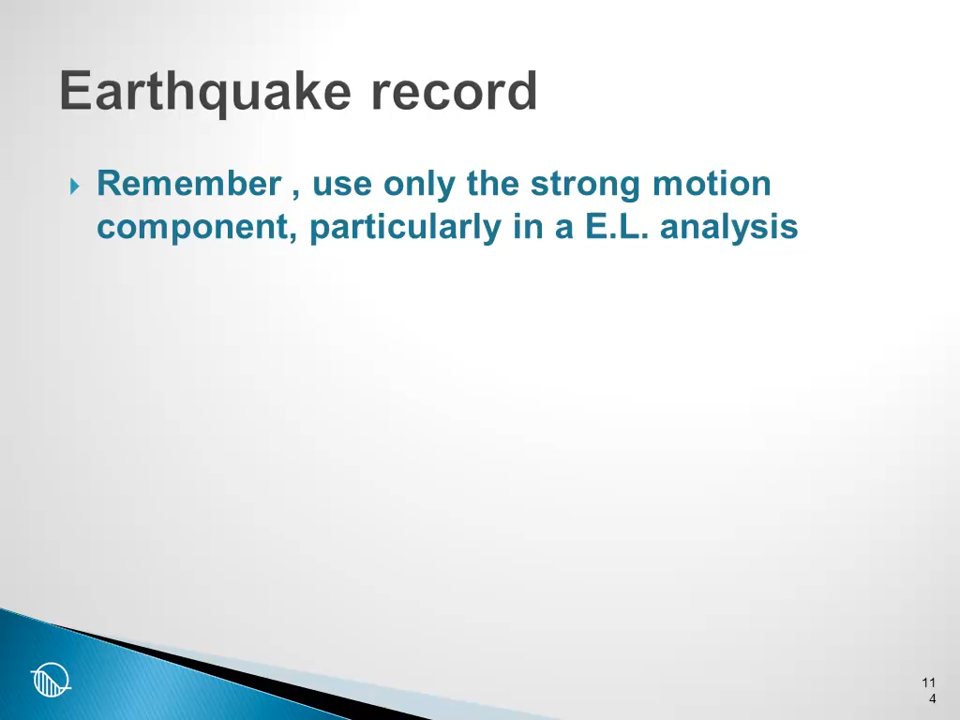 Earthquake record
Remember , use only the strong motion
component, particularly in a E.L. analysis
11
4